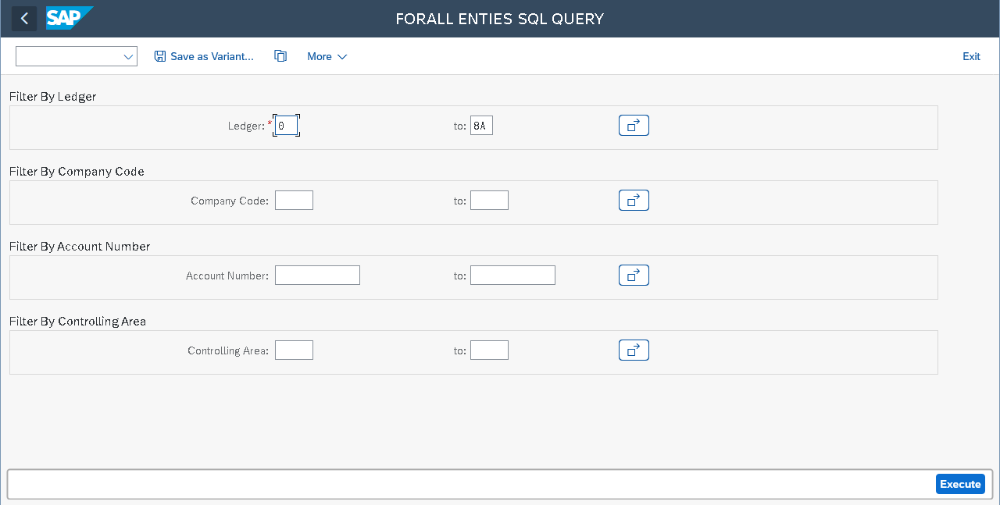 SAP
FORALL ENTIES SQL QUERY
Save as Variant... More Exit
Filter By Ledger
Ledger: * 0 to: 8A
Filter By Company Code
Company Code: to:
Filter By Account Number
Account Number: to:
Filter By Controlling Area
Controlling Area: to:
Execute